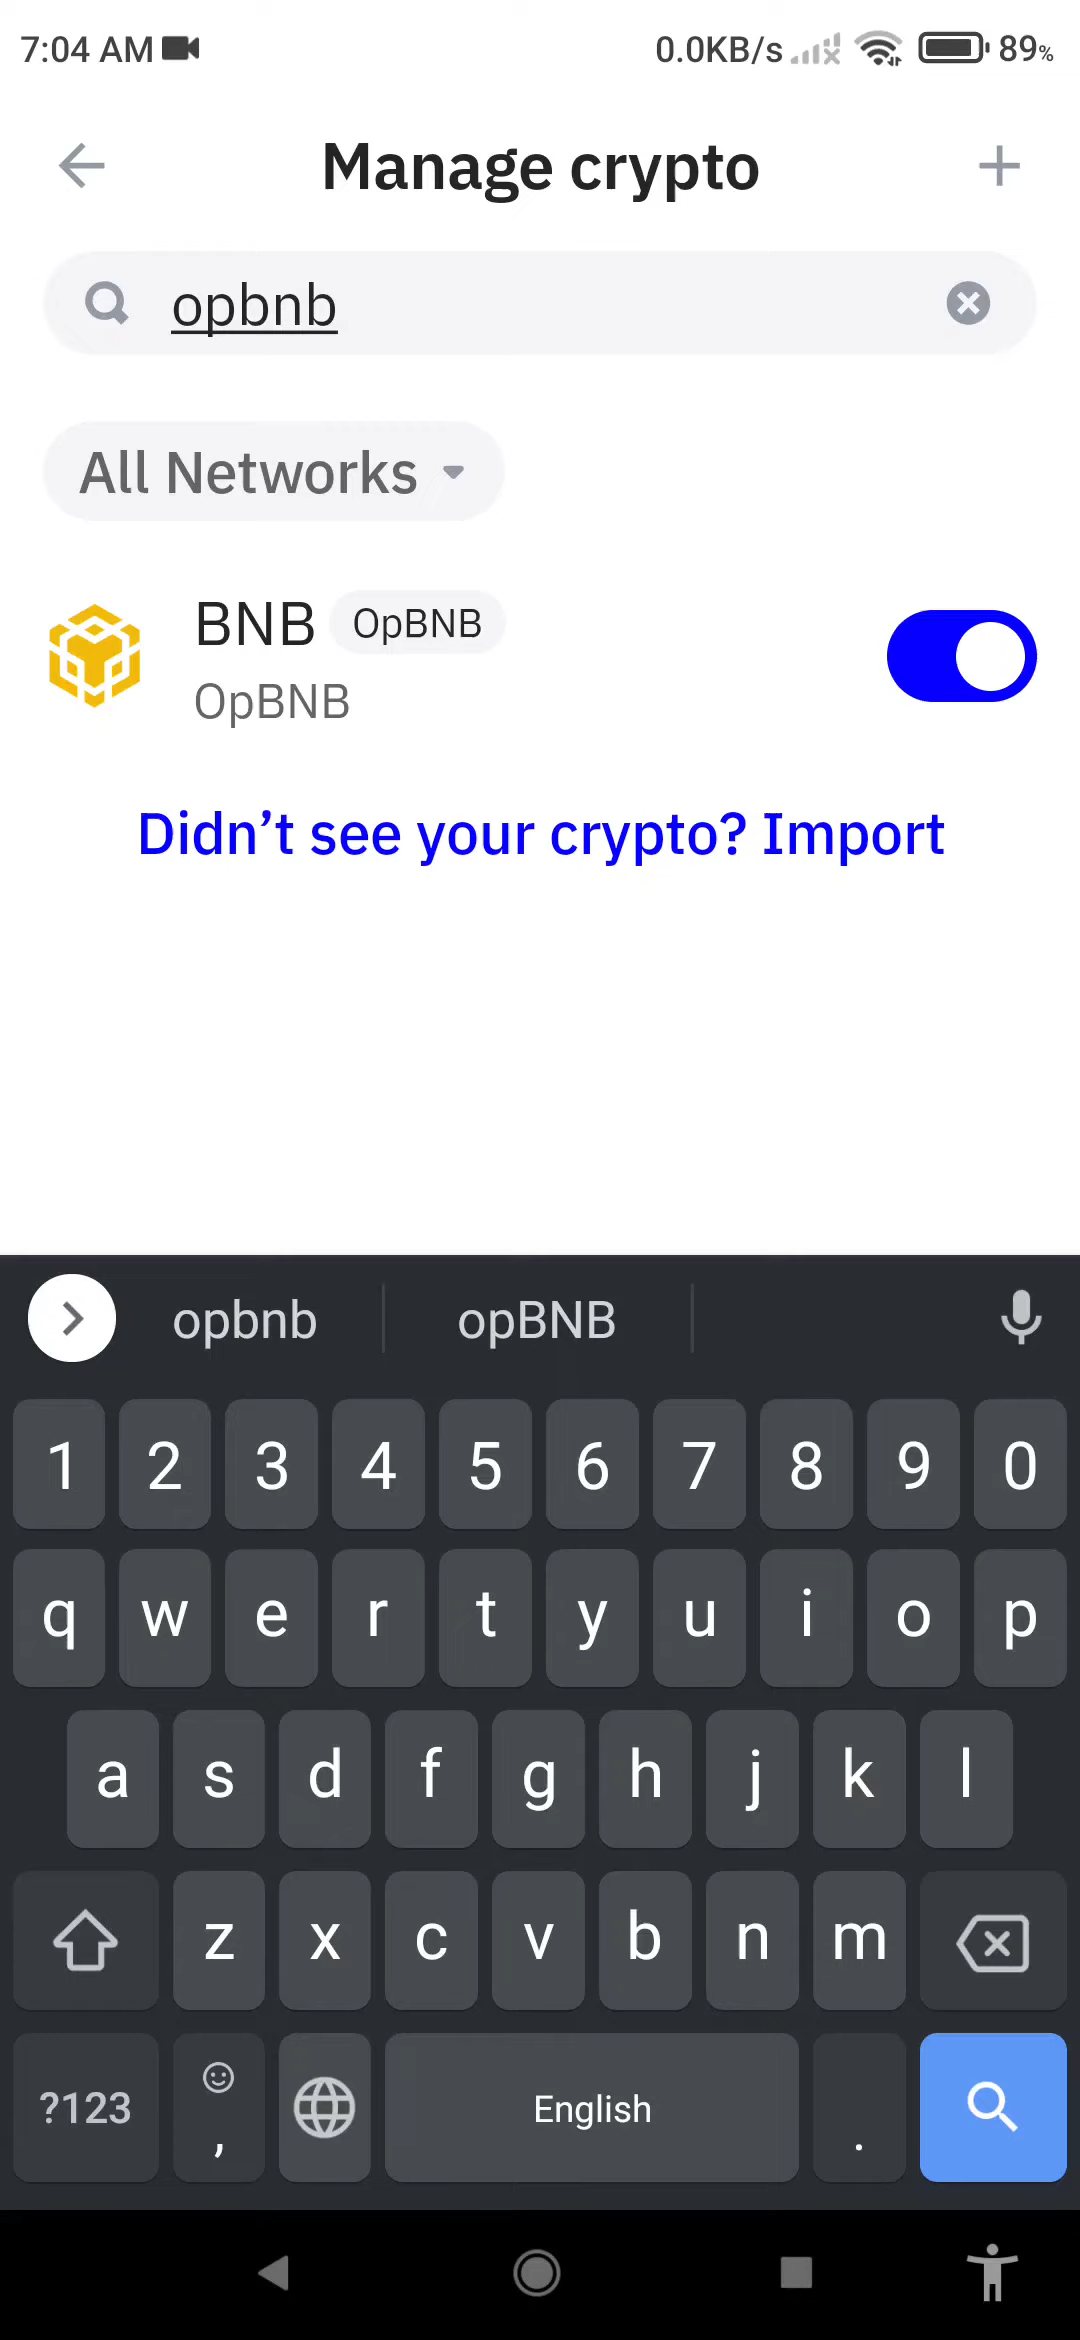 7:04 AM 0.0KB/s 89%
Manage crypto
opbnb
All Networks
BNB OpBNB
OpBNB
Didn’t see your crypto? Import
opbnb opBNB
1 2 3 4 5 6 7 8 9 0
q w e r t y u i o p
a s d f g h j k l
z x c v b n m
?123 , English .